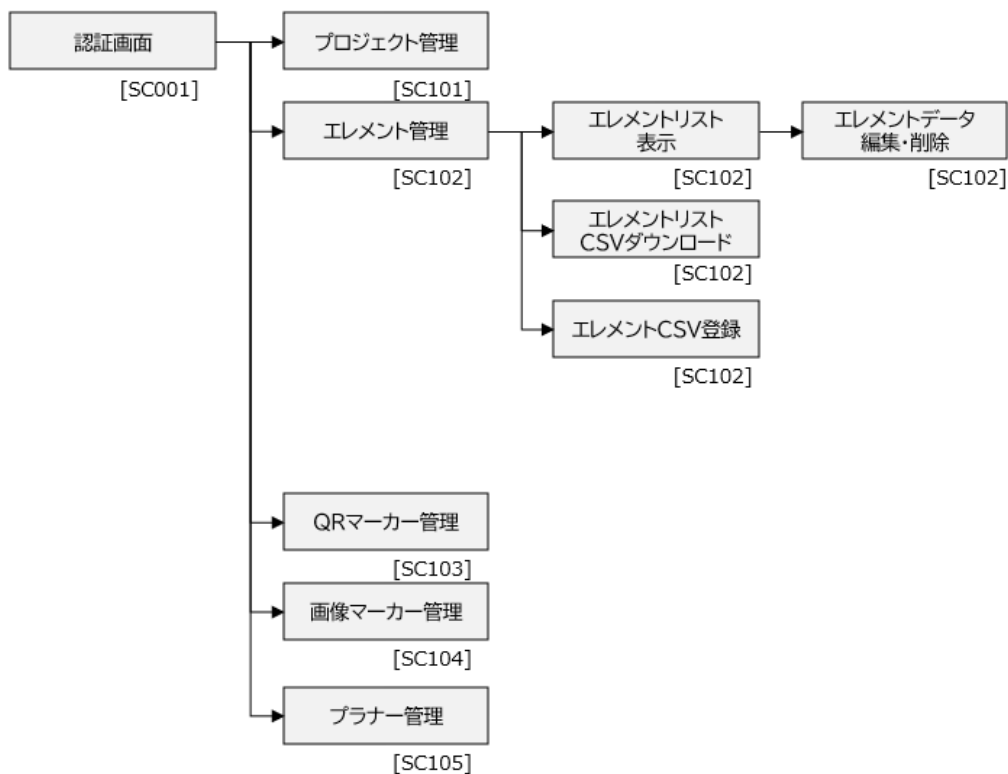 認証画面
[SC001]
プロジェクト管理
[SC101]
エレメント管理
[SC102]
エレメントリスト
表示
[SC102]
エレメントデータ
編集・削除
[SC102]
エレメントリスト
CSVダウンロード
[SC102]
エレメントCSV登録
[SC102]
QRマーカー管理
[SC103]
画像マーカー管理
[SC104]
プラナー管理
[SC105]